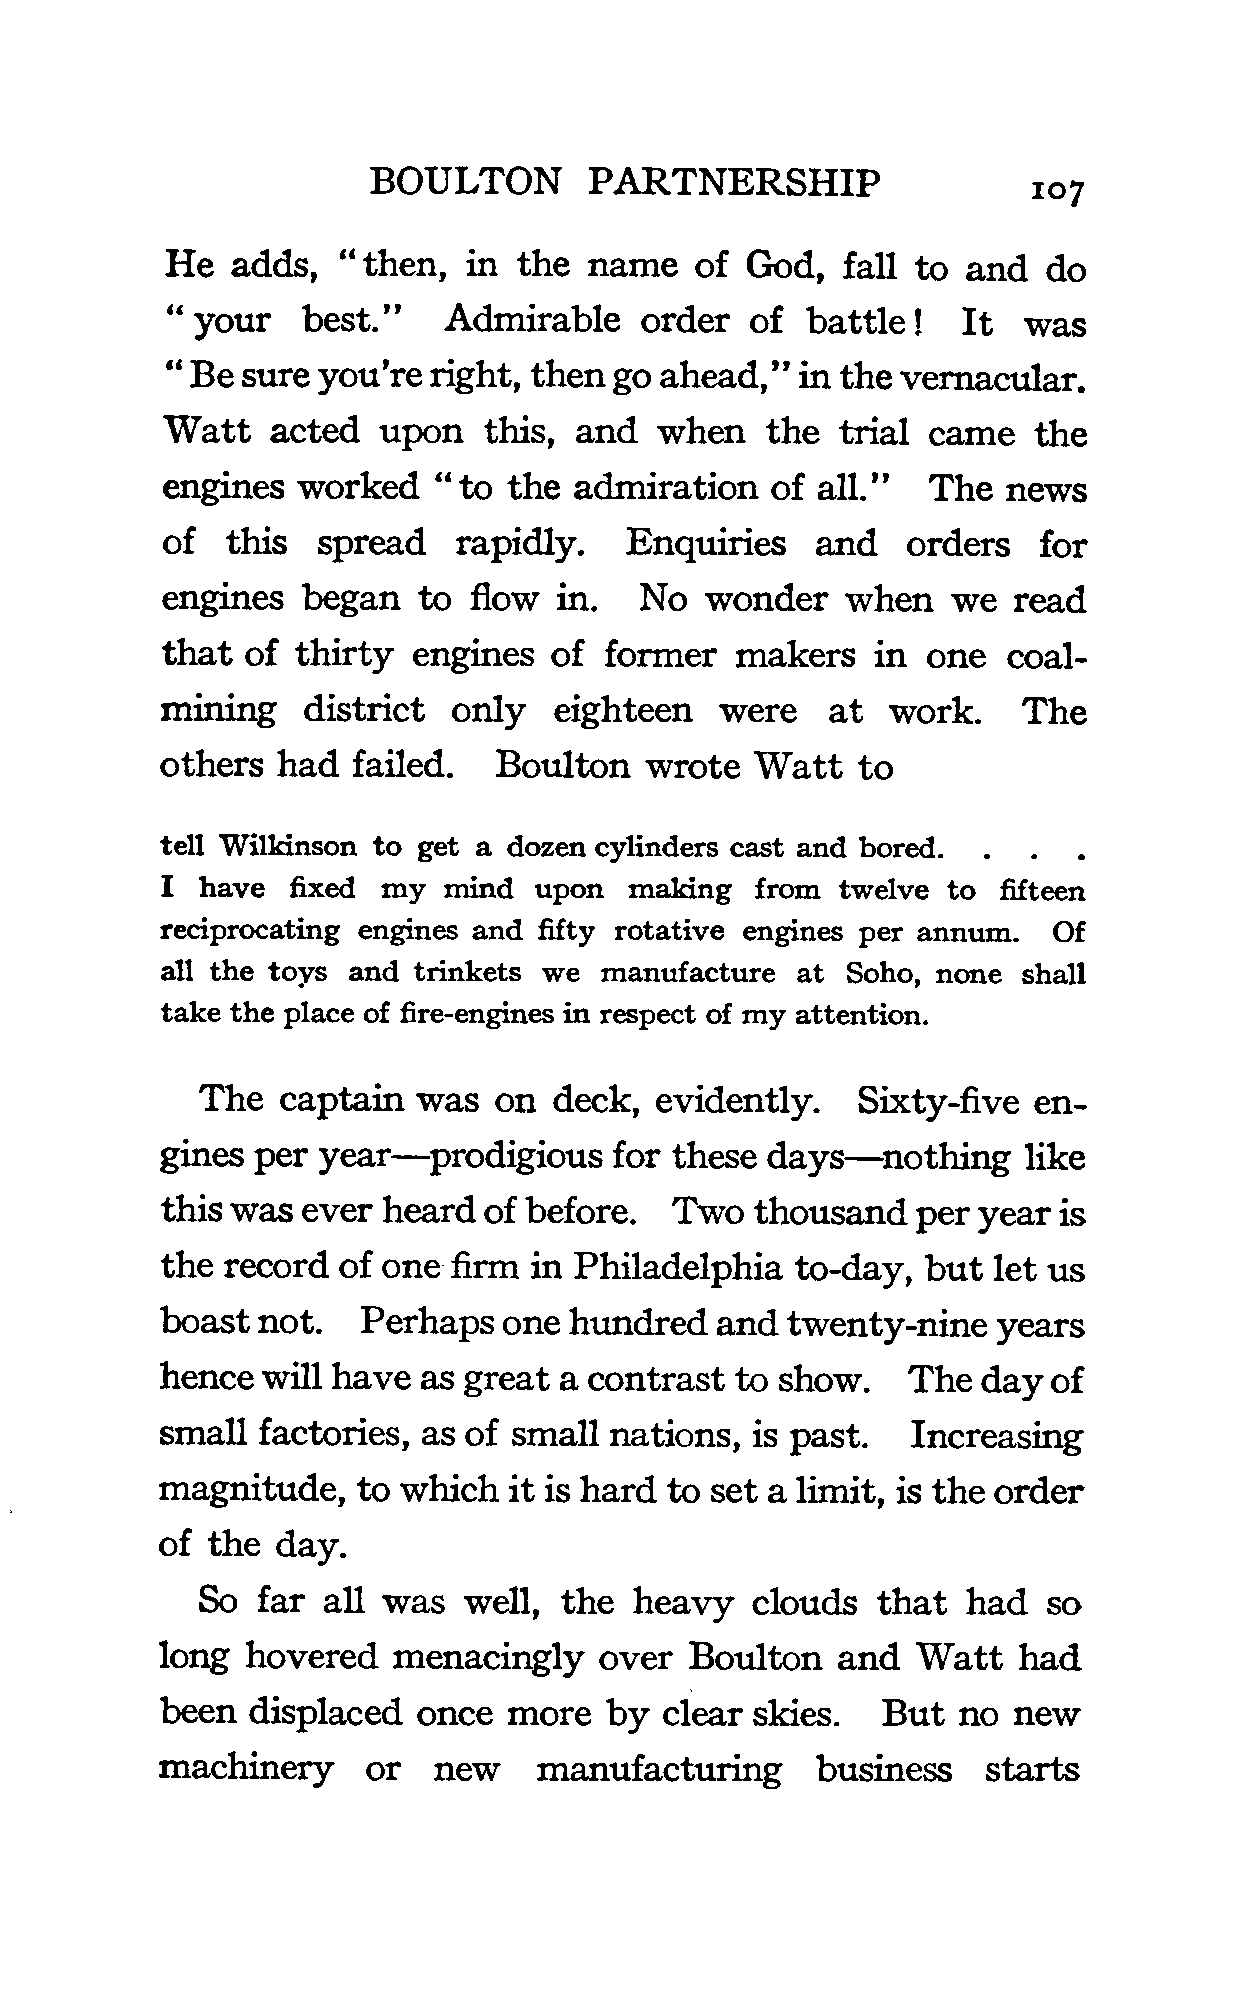 BOULTON PARTNERSHIP 107
He adds, "then, in the name of God, fall to and do
"your best." Admirable order of battle! It was
"Be sure you're right, then go ahead," in the vernacular.
Watt acted upon this, and when the trial came the
engines worked "to the admiration of all." The news
of this spread rapidly. Enquiries and orders for
engines began to flow in. No wonder when we read
that of thirty engines of former makers in one coal-
mining district only eighteen were at work. The
others had failed. Boulton wrote Watt to
tell Wilkinson to get a dozen cylinders cast and bored. . . .
I have fixed my mind upon making from twelve to fifteen
reciprocating engines and fifty rotative engines per annum. Of
all the toys and trinkets we manufacture at Soho, none shall
take the place of fire-engines in respect of my attention.
The captain was on deck, evidently. Sixty-five en-
gines per year—prodigious for these days—nothing like
this was ever heard of before. Two thousand per year is
the record of one firm in Philadelphia to-day, but let us
boast not. Perhaps one hundred and twenty-nine years
hence will have as great a contrast to show. The day of
small factories, as of small nations, is past. Increasing
magnitude, to which it is hard to set a limit, is the order
of the day.
So far all was well, the heavy clouds that had so
long hovered menacingly over Boulton and Watt had
been displaced once more by clear skies. But no new
machinery or new manufacturing business starts